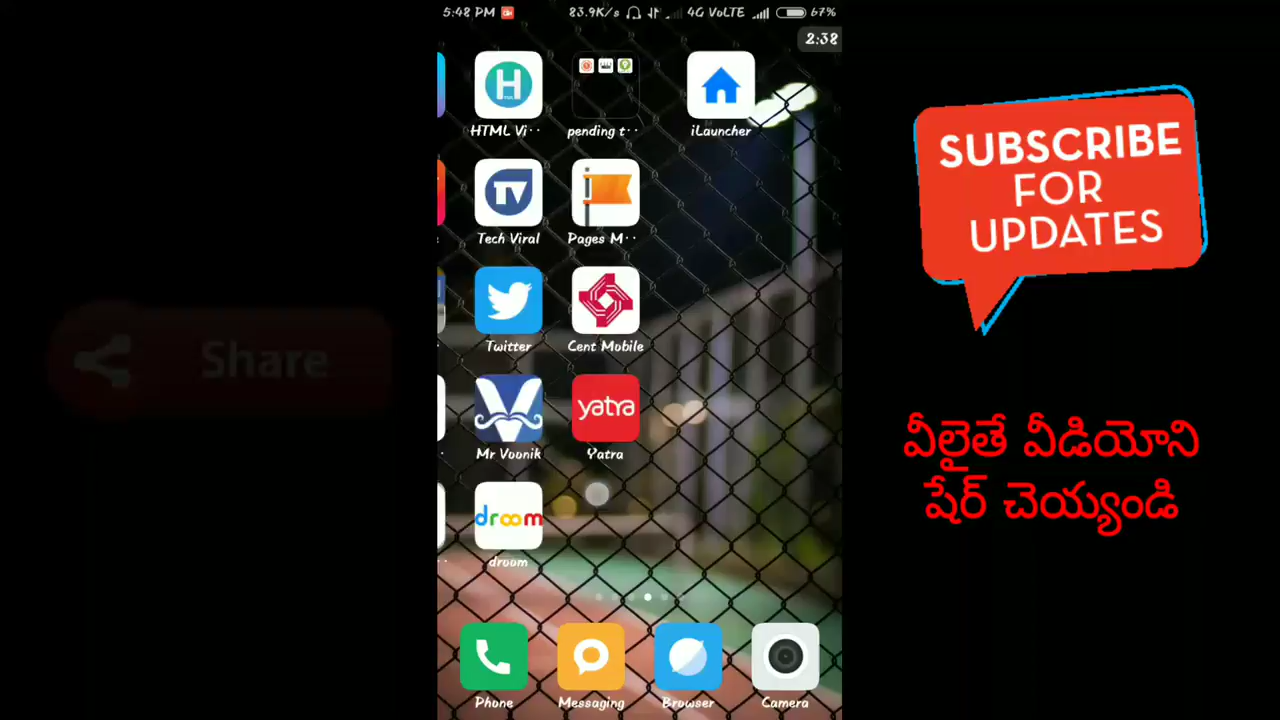 5:48 PM 83.9K/s 4G VoLTE 67%
2:38
HTML Vi··
pending t··
iLauncher
Tech Viral
Pages M··
Twitter
Cent Mobile
yatra
Mr Voonik
Yatra
droom
droom
Phone
Messaging
Browser
Camera
Share
SUBSCRIBE
FOR
UPDATES
వీలైతే వీడియోని
షేర్ చెయ్యండి